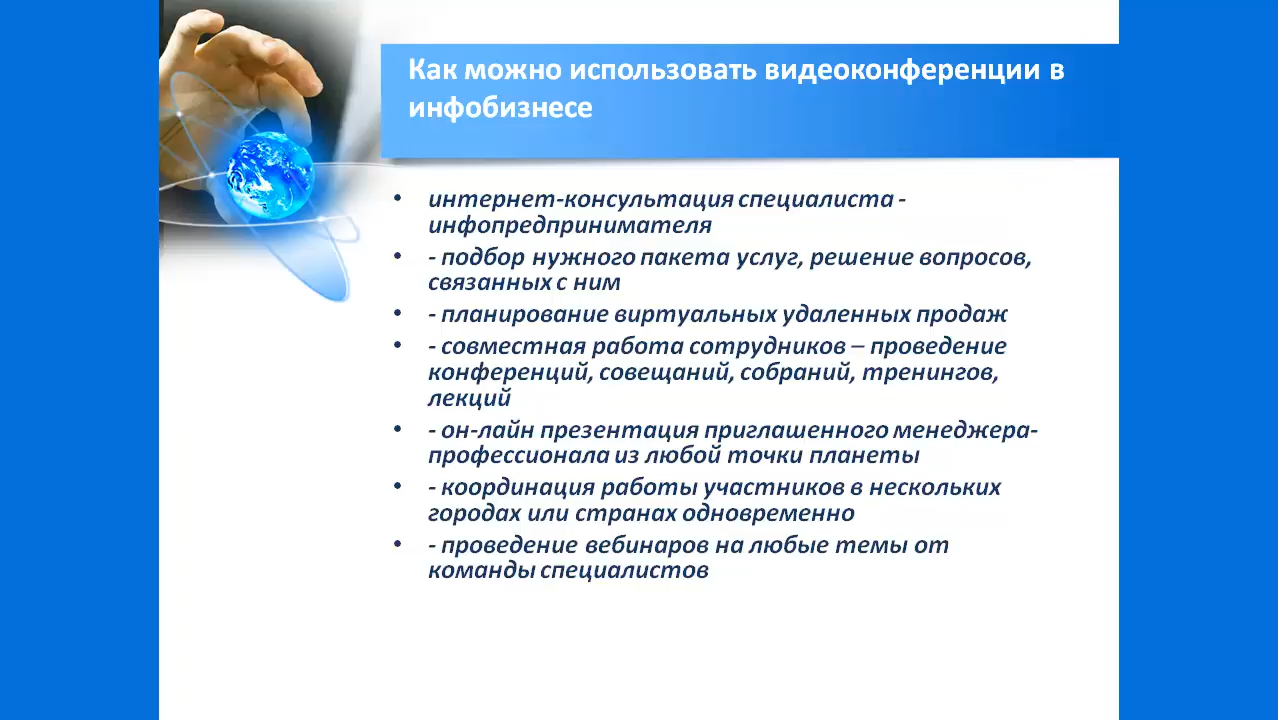 Как можно использовать видеоконференции в
инфобизнесе
• интернет-консультация специалиста -
инфопредпринимателя
• - подбор нужного пакета услуг, решение вопросов,
связанных с ним
• - планирование виртуальных удаленных продаж
• - совместная работа сотрудников – проведение
конференций, совещаний, собраний, тренингов,
лекций
• - он-лайн презентация приглашенного менеджера-
профессионала из любой точки планеты
• - координация работы участников в нескольких
городах или странах одновременно
• - проведение вебинаров на любые темы от
команды специалистов